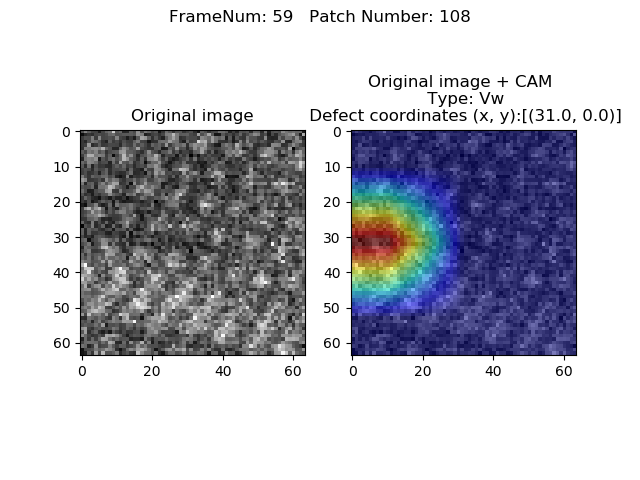 FrameNum: 59   Patch Number: 108
Original image
Original image + CAM
Type: Vw
Defect coordinates (x, y):[(31.0, 0.0)]
0
10
20
30
40
50
60
0 20 40 60
0
10
20
30
40
50
60
0 20 40 60